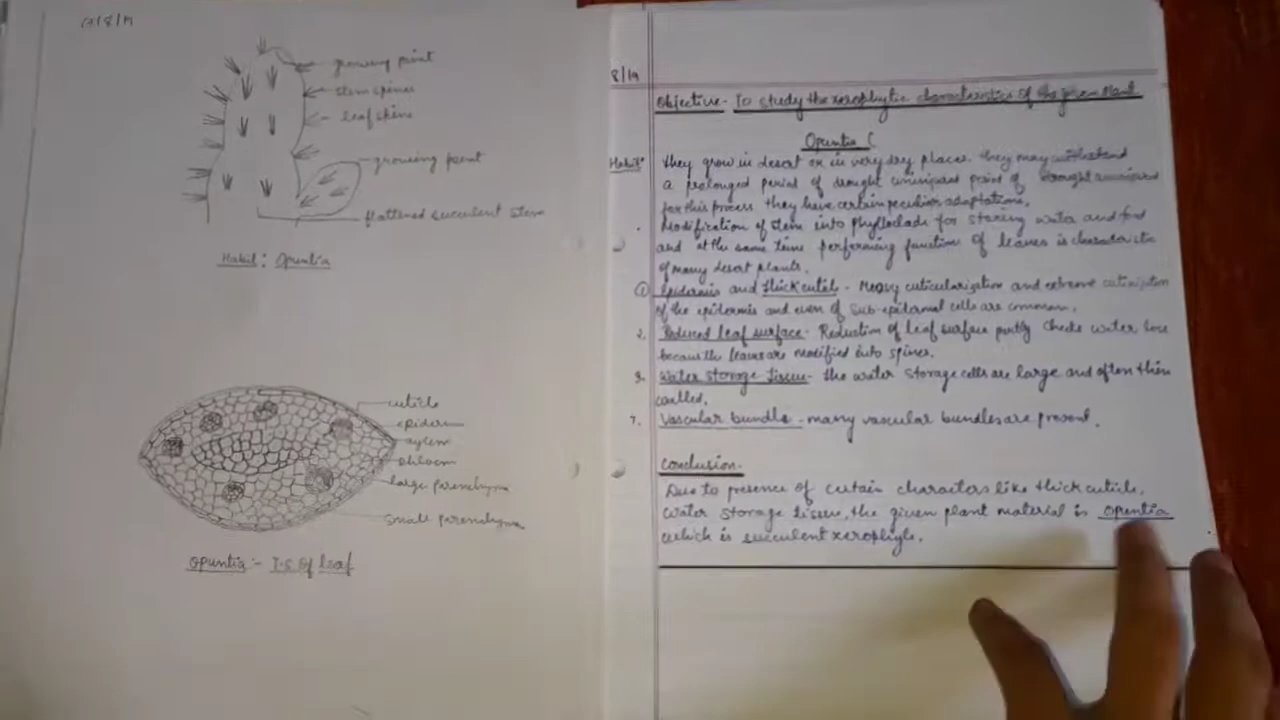 growing point
stem spines
leaf spine
growing point
flattened succulent stem
Habit: Opuntia
cuticle
epiderm
xylem
phloem
large parenchyma
small parenchyma
Opuntia :- T.S of leaf
8/19
Objective - To study the xerophytic characteristics of the given plant
Opuntia
Habit:
They grow in desert or in very dry places. They may withstand
a prolonged period of drought period of drought
for this process they have certain peculiar adaptations.
Modification of stem into Phylloclade for storing water and food
and at the same time performing function of leaves is characteristic
of many desert plants.
① Epidermis and thick cuticle - Heavy cuticularization and extreme cutinization
of the epidermis and even of sub-epidermal cells are common.
2. Reduced leaf surface - Reduction of leaf surface partly checks water loss
because the leaves are modified into spines.
3. Water storage tissue - the water storage cells are large and often thin
walled.
Vascular bundle - many vascular bundles are present.
Conclusion -
Due to presence of certain characters like thick cuticle,
water storage tissue, the given plant material is Opuntia
which is succulent xerophyte.